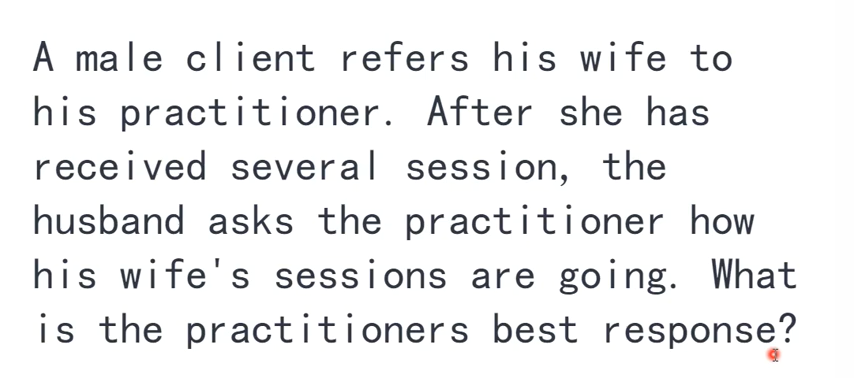 A male client refers his wife to
his practitioner. After she has
received several session, the
husband asks the practitioner how
his wife's sessions are going. What
is the practitioners best response?